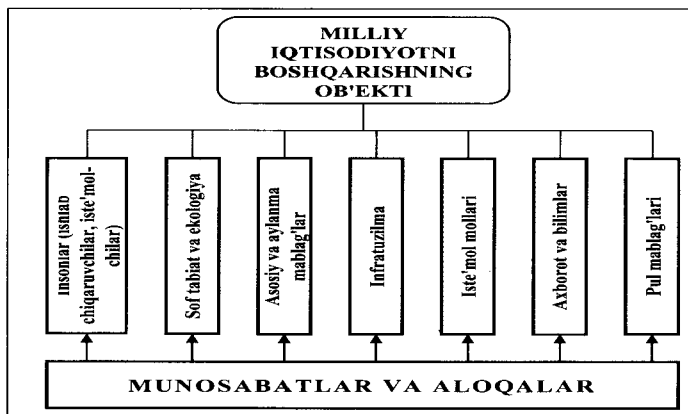 MILLIY
IQTISODIYOTNI
BOSHQARISHNING
OB'EKTI
Insonlar (ishlab
chiqaruvchilar, iste'mol-
chilar)
Sof tabiat va ekologiya
Asosiy va aylanma
mablag'lar
Infratuzilma
Iste'mol mollari
Axborot va bilimlar
Pul mablag'lari
MUNOSABATLAR VA ALOQALAR